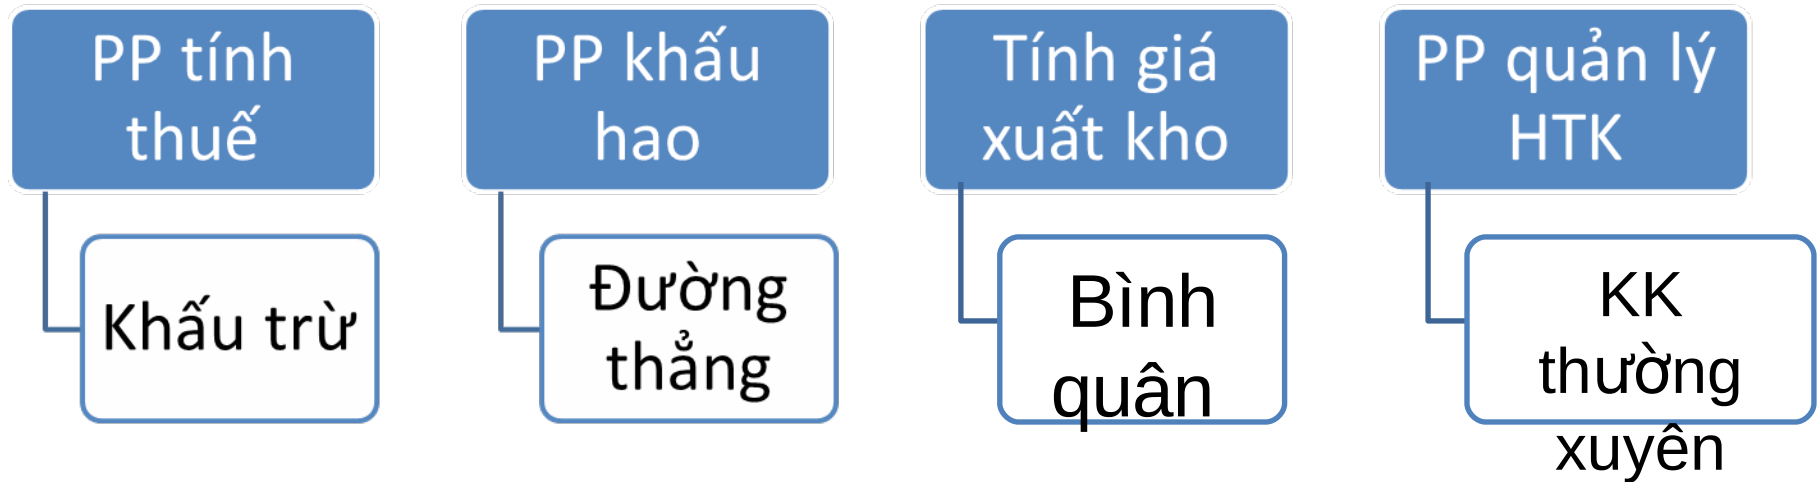 PP tính
thuế
Khấu trừ
PP khấu
hao
Đường
thẳng
Tính giá
xuất kho
Bình
quân
PP quản lý
HTK
KK
thường
xuyên